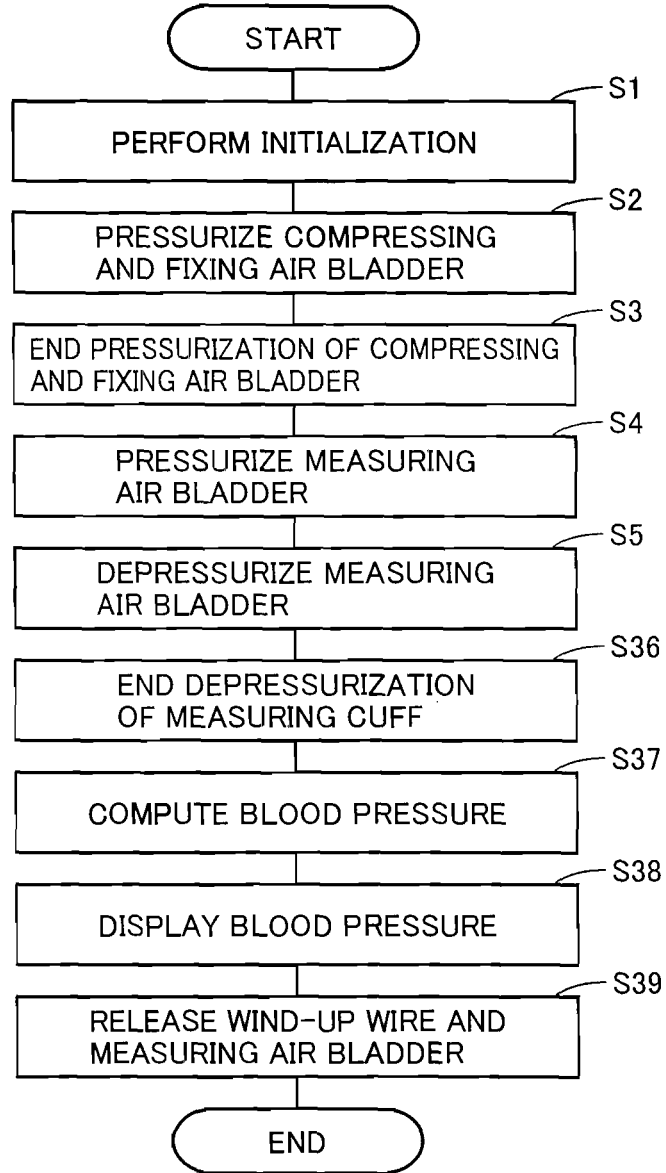 START
S1
PERFORM INITIALIZATION
S2
PRESSURIZE COMPRESSING
AND FIXING AIR BLADDER
S3
END PRESSURIZATION OF COMPRESSING
AND FIXING AIR BLADDER
S4
PRESSURIZE MEASURING
AIR BLADDER
S5
DEPRESSURIZE MEASURING
AIR BLADDER
S36
END DEPRESSURIZATION
OF MEASURING CUFF
S37
COMPUTE BLOOD PRESSURE
S38
DISPLAY BLOOD PRESSURE
S39
RELEASE WIND-UP WIRE AND
MEASURING AIR BLADDER
END